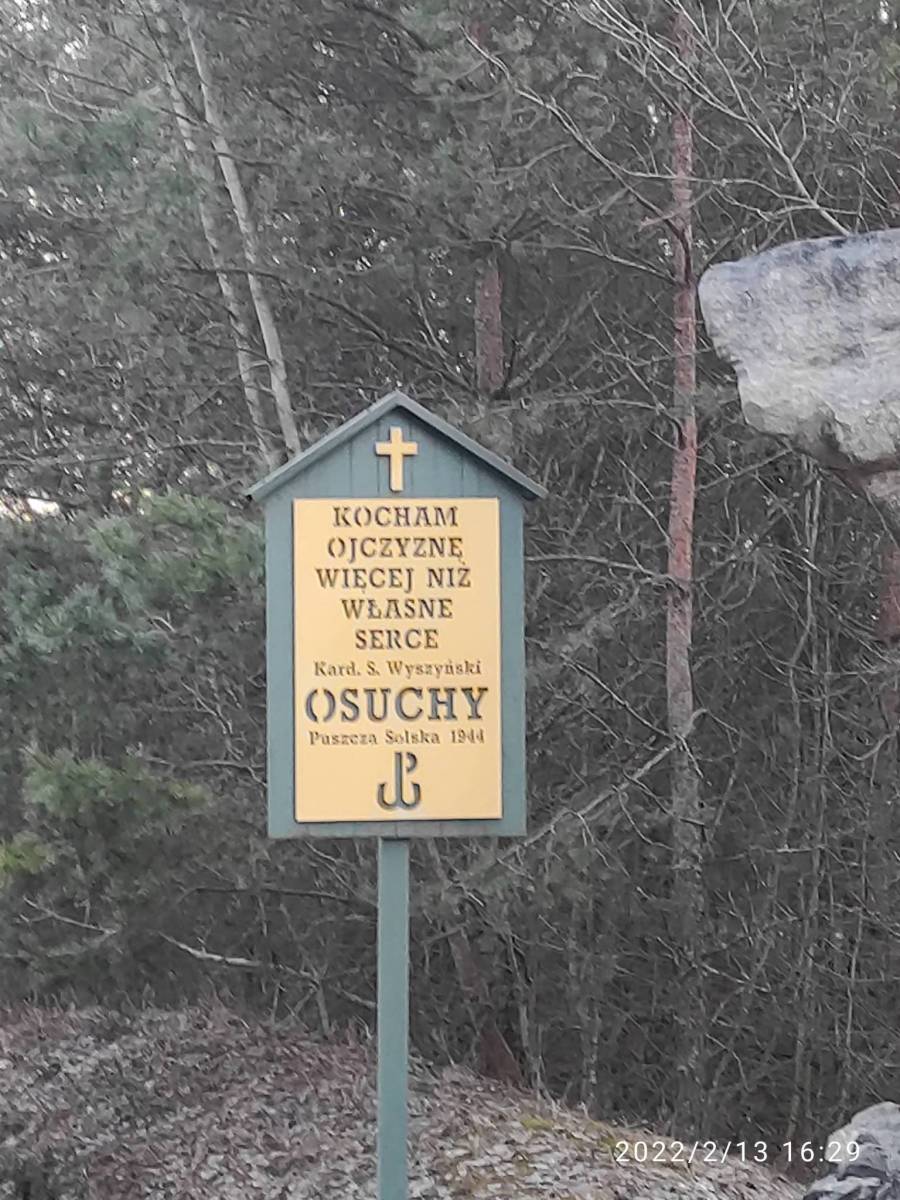 KOCHAM
OJCZYZNĘ
WIĘCEJ NIŻ
WŁASNE
SERCE
Kard. S. Wyszyński
OSUCHY
Puszcza Solska 1944
2022/2/13 16:29